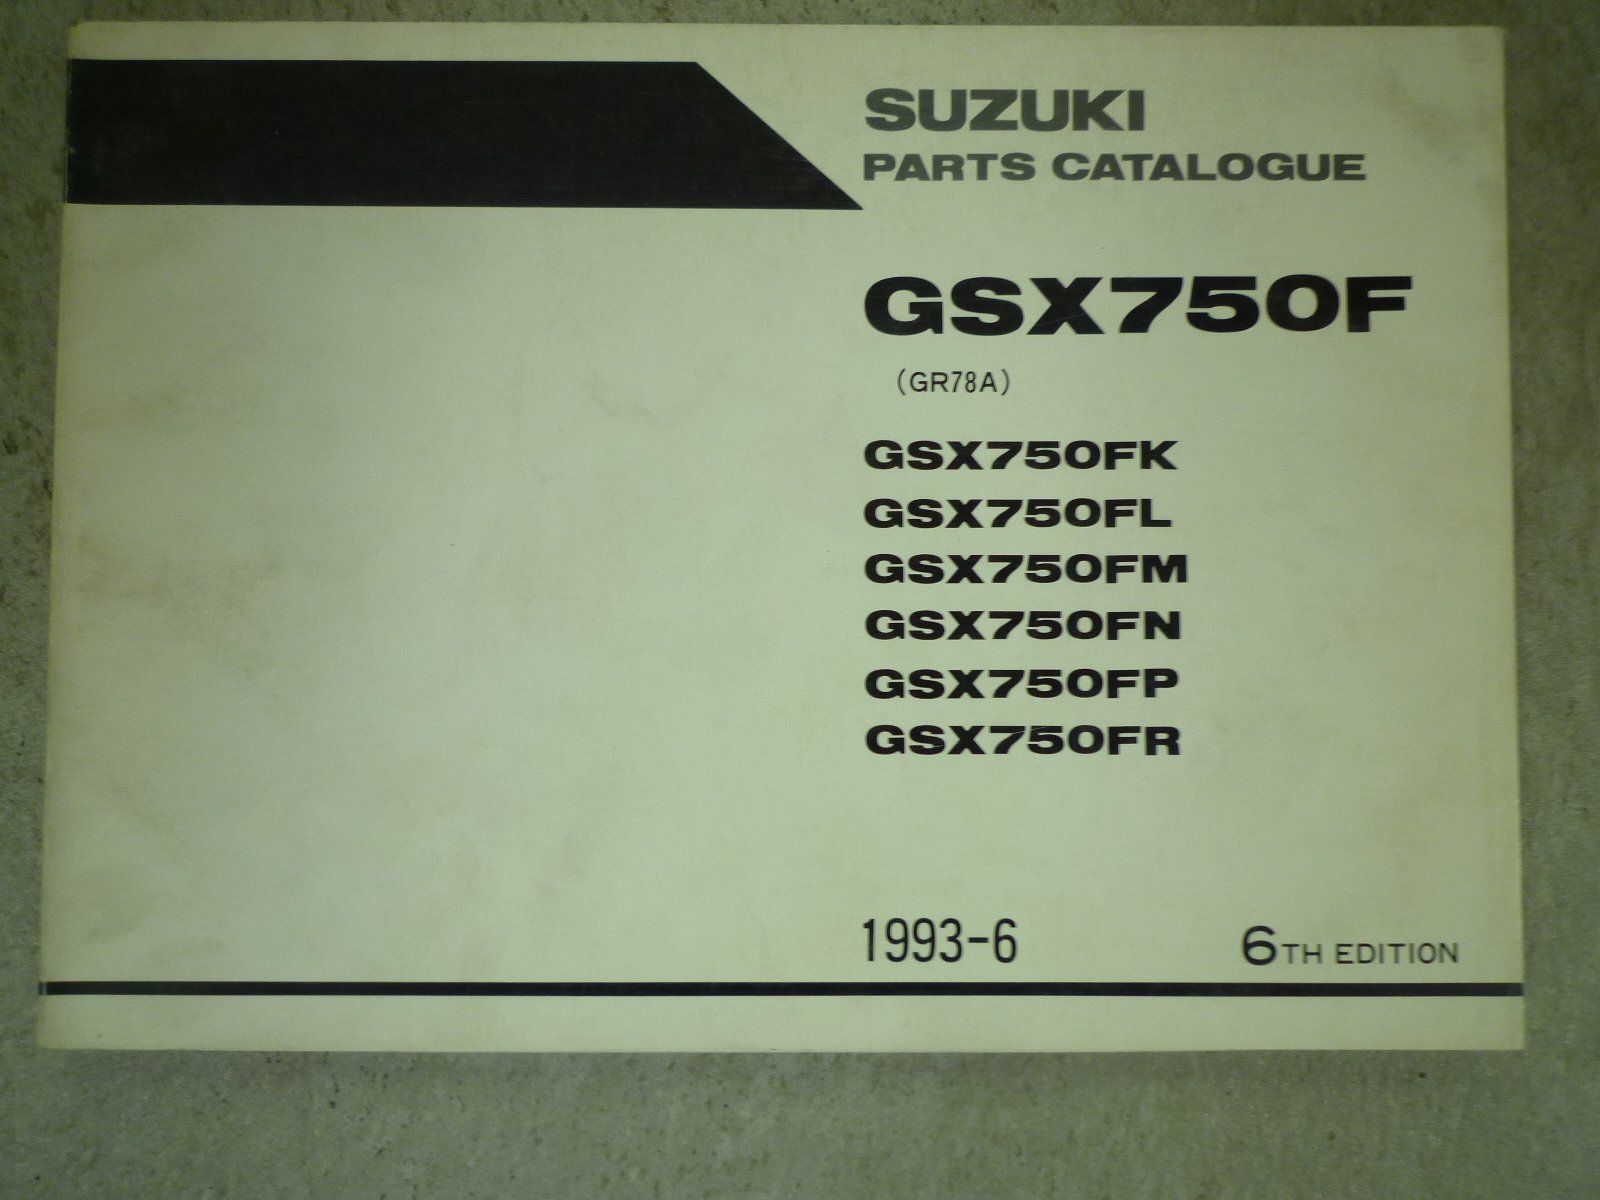 SUZUKI
PARTS CATALOGUE
GSX750F
(GR78A)
GSX750FK
GSX750FL
GSX750FM
GSX750FN
GSX750FP
GSX750FR
1993-6 6TH EDITION